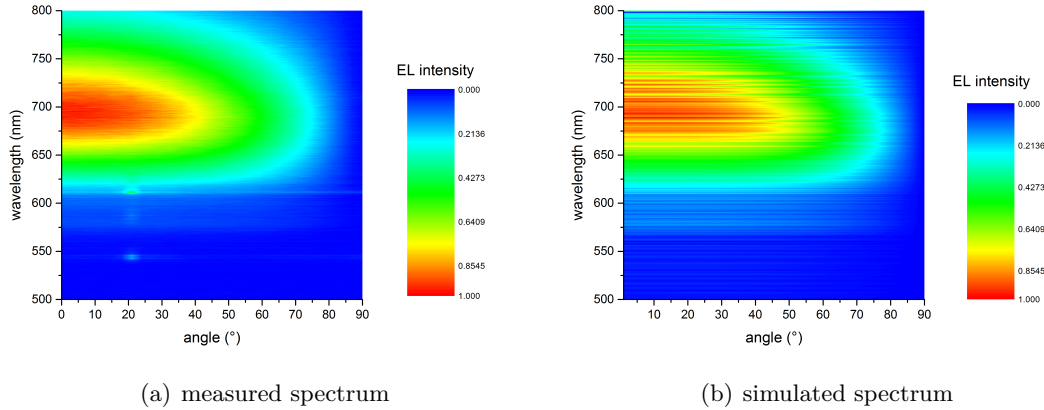 800
750
700
650
600
550
500
wavelength (nm)
0 10 20 30 40 50 60 70 80 90
angle (°)
EL intensity
0.000
0.2136
0.4273
0.6409
0.8545
1.000
(a) measured spectrum
800
750
700
650
600
550
500
wavelength (nm)
10 20 30 40 50 60 70 80 90
angle (°)
EL intensity
0.000
0.2136
0.4273
0.6409
0.8545
1.000
(b) simulated spectrum